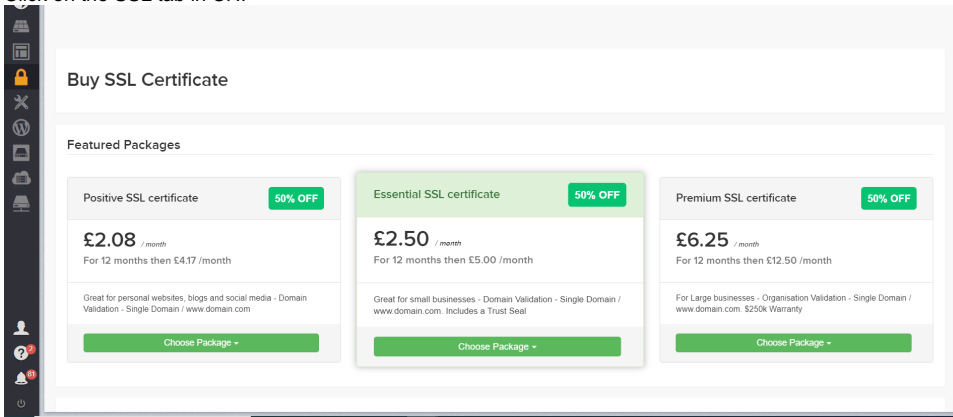 Buy SSL Certificate
Featured Packages
Positive SSL certificate
50% OFF
£2.08 / month
For 12 months then £4.17 /month
Great for personal websites, blogs and social media - Domain
Validation - Single Domain / www.domain.com
Choose Package
Essential SSL certificate
50% OFF
£2.50 / month
For 12 months then £5.00 /month
Great for small businesses - Domain Validation - Single Domain /
www.domain.com. Includes a Trust Seal
Choose Package
Premium SSL certificate
50% OFF
£6.25 / month
For 12 months then £12.50 /month
For Large businesses - Organisation Validation - Single Domain /
www.domain.com. $250k Warranty
Choose Package
2
81